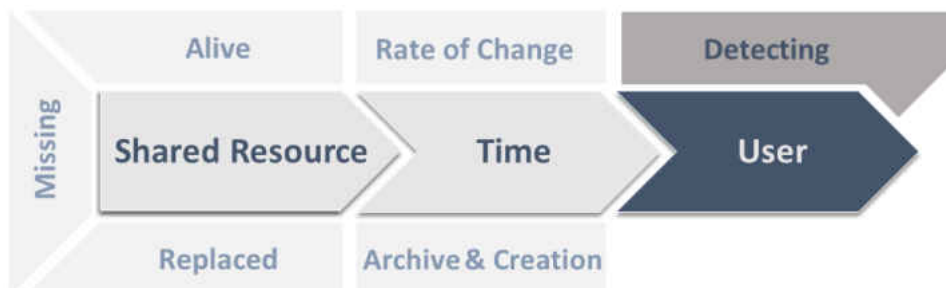 Alive
Rate of Change
Detecting
Missing
Shared Resource
Time
User
Replaced
Archive & Creation